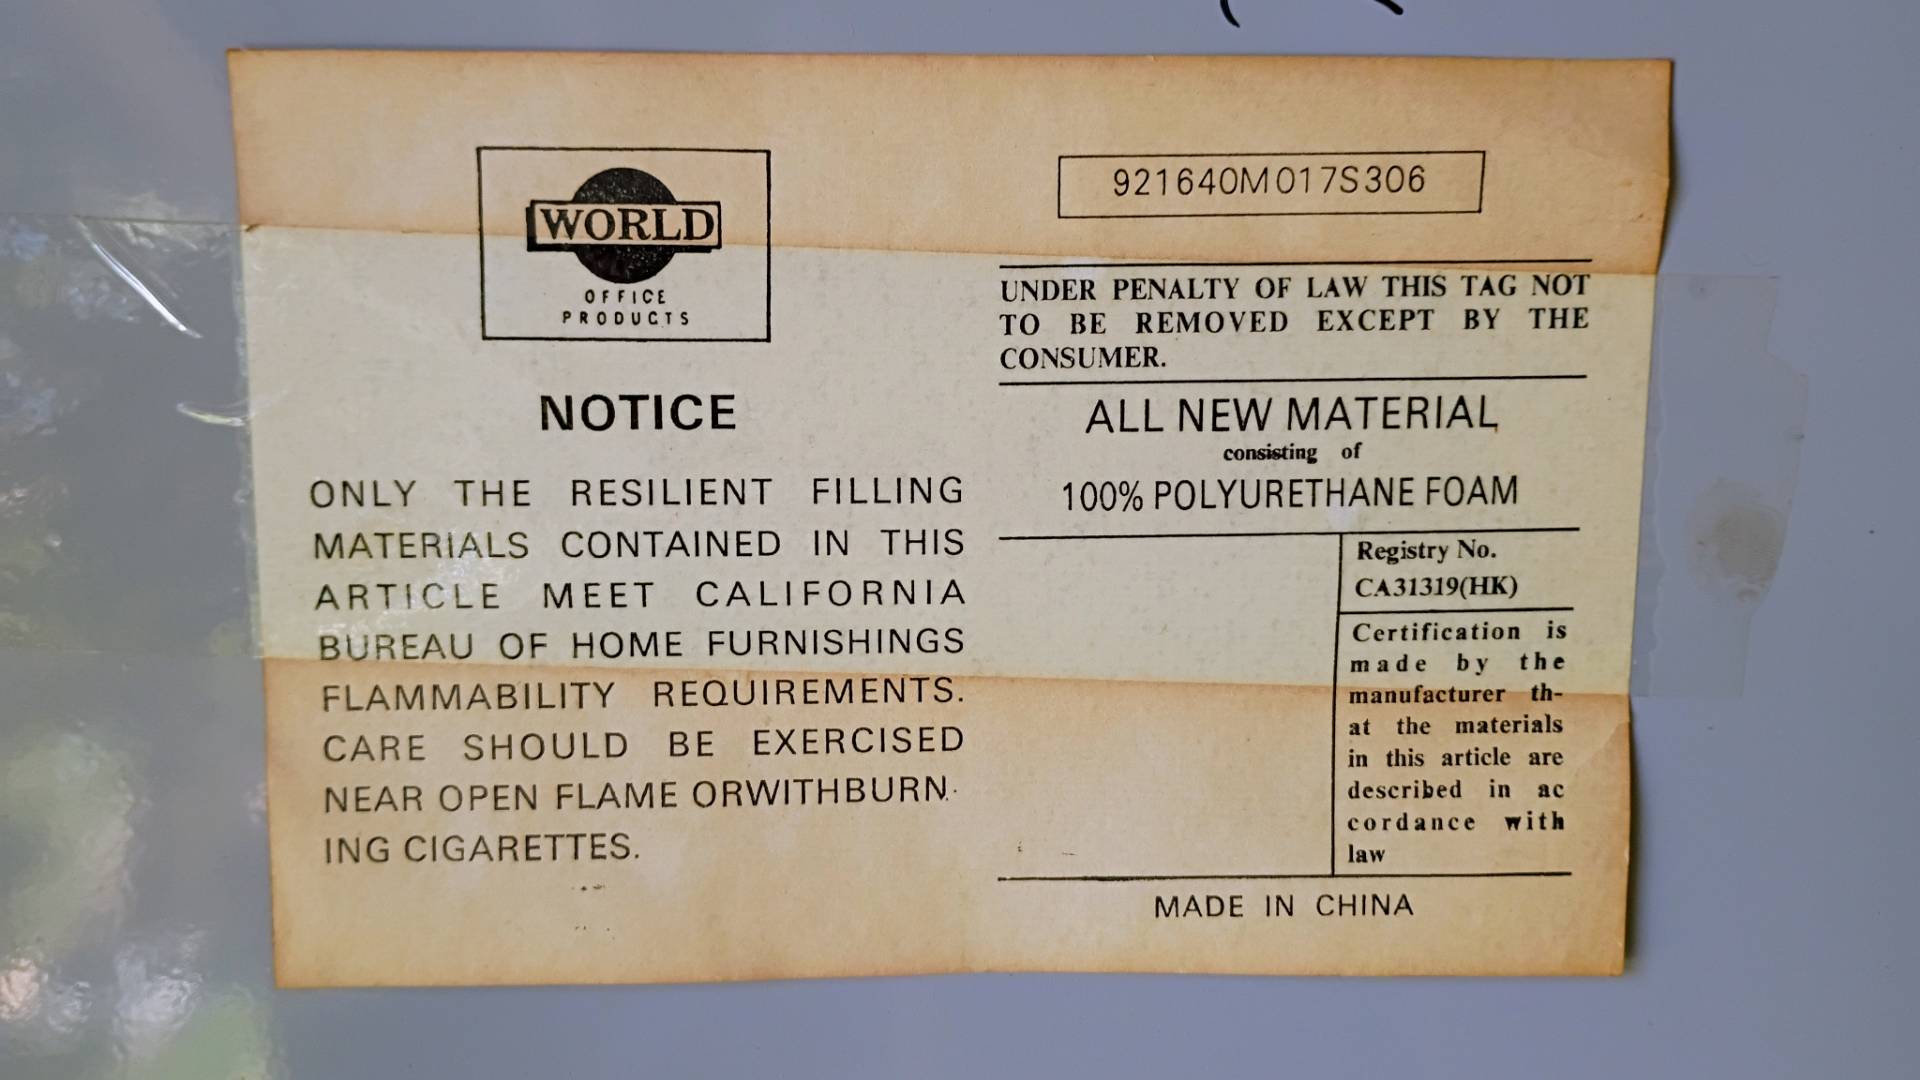 WORLD
OFFICE
PRODUCTS
NOTICE
ONLY THE RESILIENT FILLING
MATERIALS CONTAINED IN THIS
ARTICLE MEET CALIFORNIA
BUREAU OF HOME FURNISHINGS
FLAMMABILITY REQUIREMENTS.
CARE SHOULD BE EXERCISED
NEAR OPEN FLAME ORWITHBURN-
ING CIGARETTES.
921640M017S306
UNDER PENALTY OF LAW THIS TAG NOT
TO BE REMOVED EXCEPT BY THE
CONSUMER.
ALL NEW MATERIAL
consisting of
100% POLYURETHANE FOAM
Registry No.
CA31319(HK)
Certification is
made by the
manufacturer th-
at the materials
in this article are
described in ac
cordance with
law
MADE IN CHINA